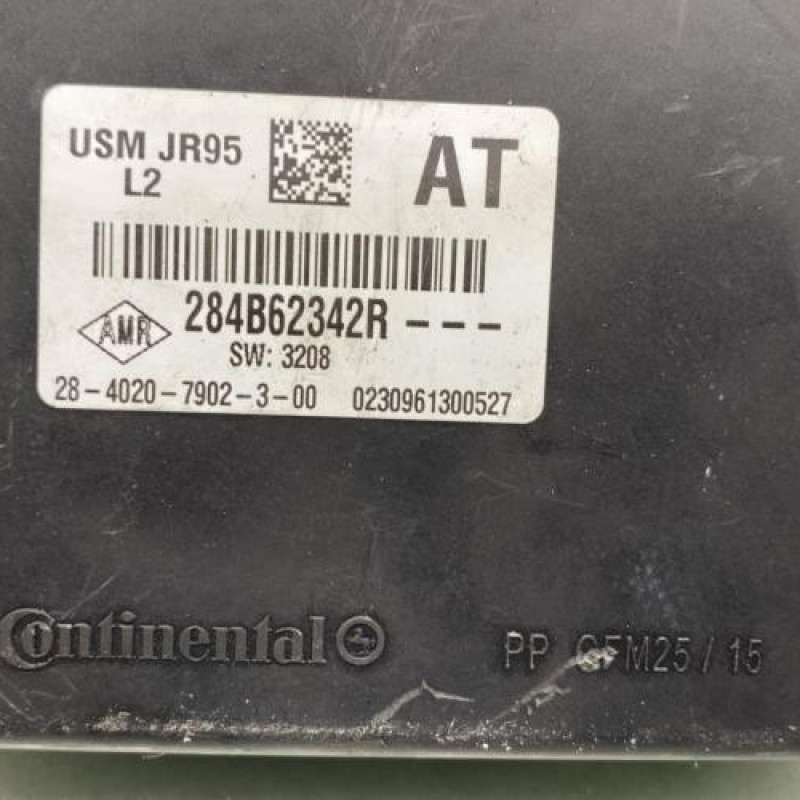 USM JR95
L2
AT
284B62342R ---
AMR
SW: 3208
28-4020-7902-3-00 0230961300527
Continental
PP GFM25/15